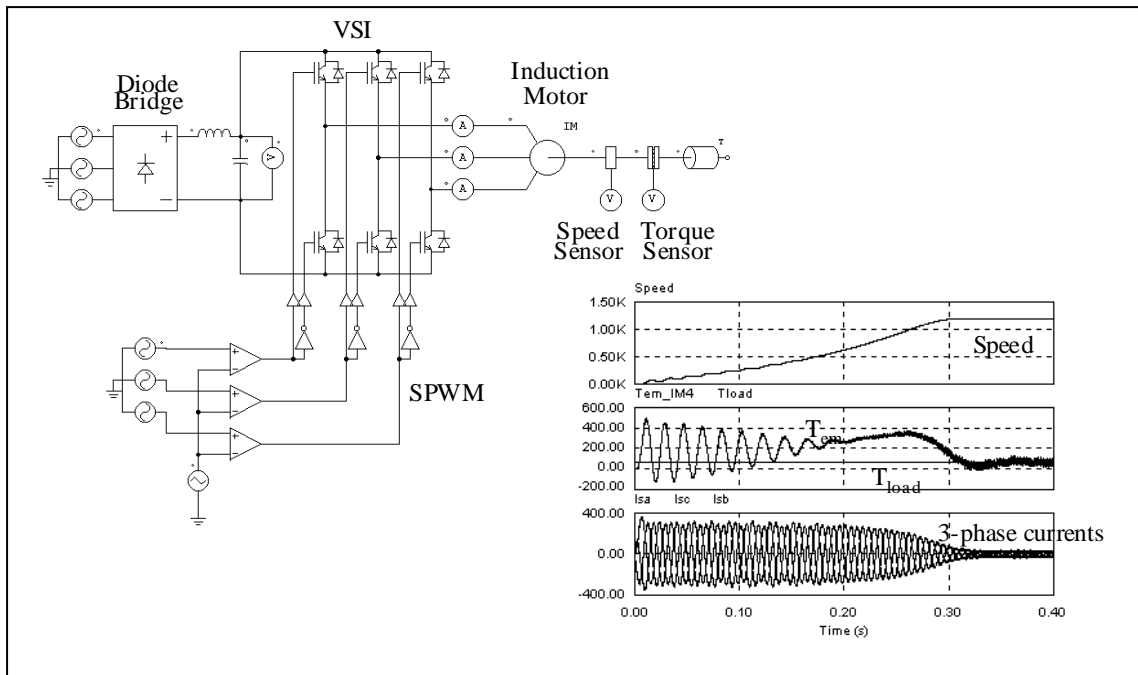 VSI
Diode
Bridge
Induction
Motor
IM
T
+
−
V
A
A
A
V
V
Speed
Sensor
Torque
Sensor
SPWM
+
−
+
−
+
−
Speed
1.50K
1.00K
0.50K
0.00K
Speed
Tem_IM4 Tload
600.00
400.00
200.00
0.00
-200.00
Tem
Tload
Isa Isc Isb
400.00
0.00
-400.00
3-phase currents
0.00 0.10 0.20 0.30 0.40
Time (s)